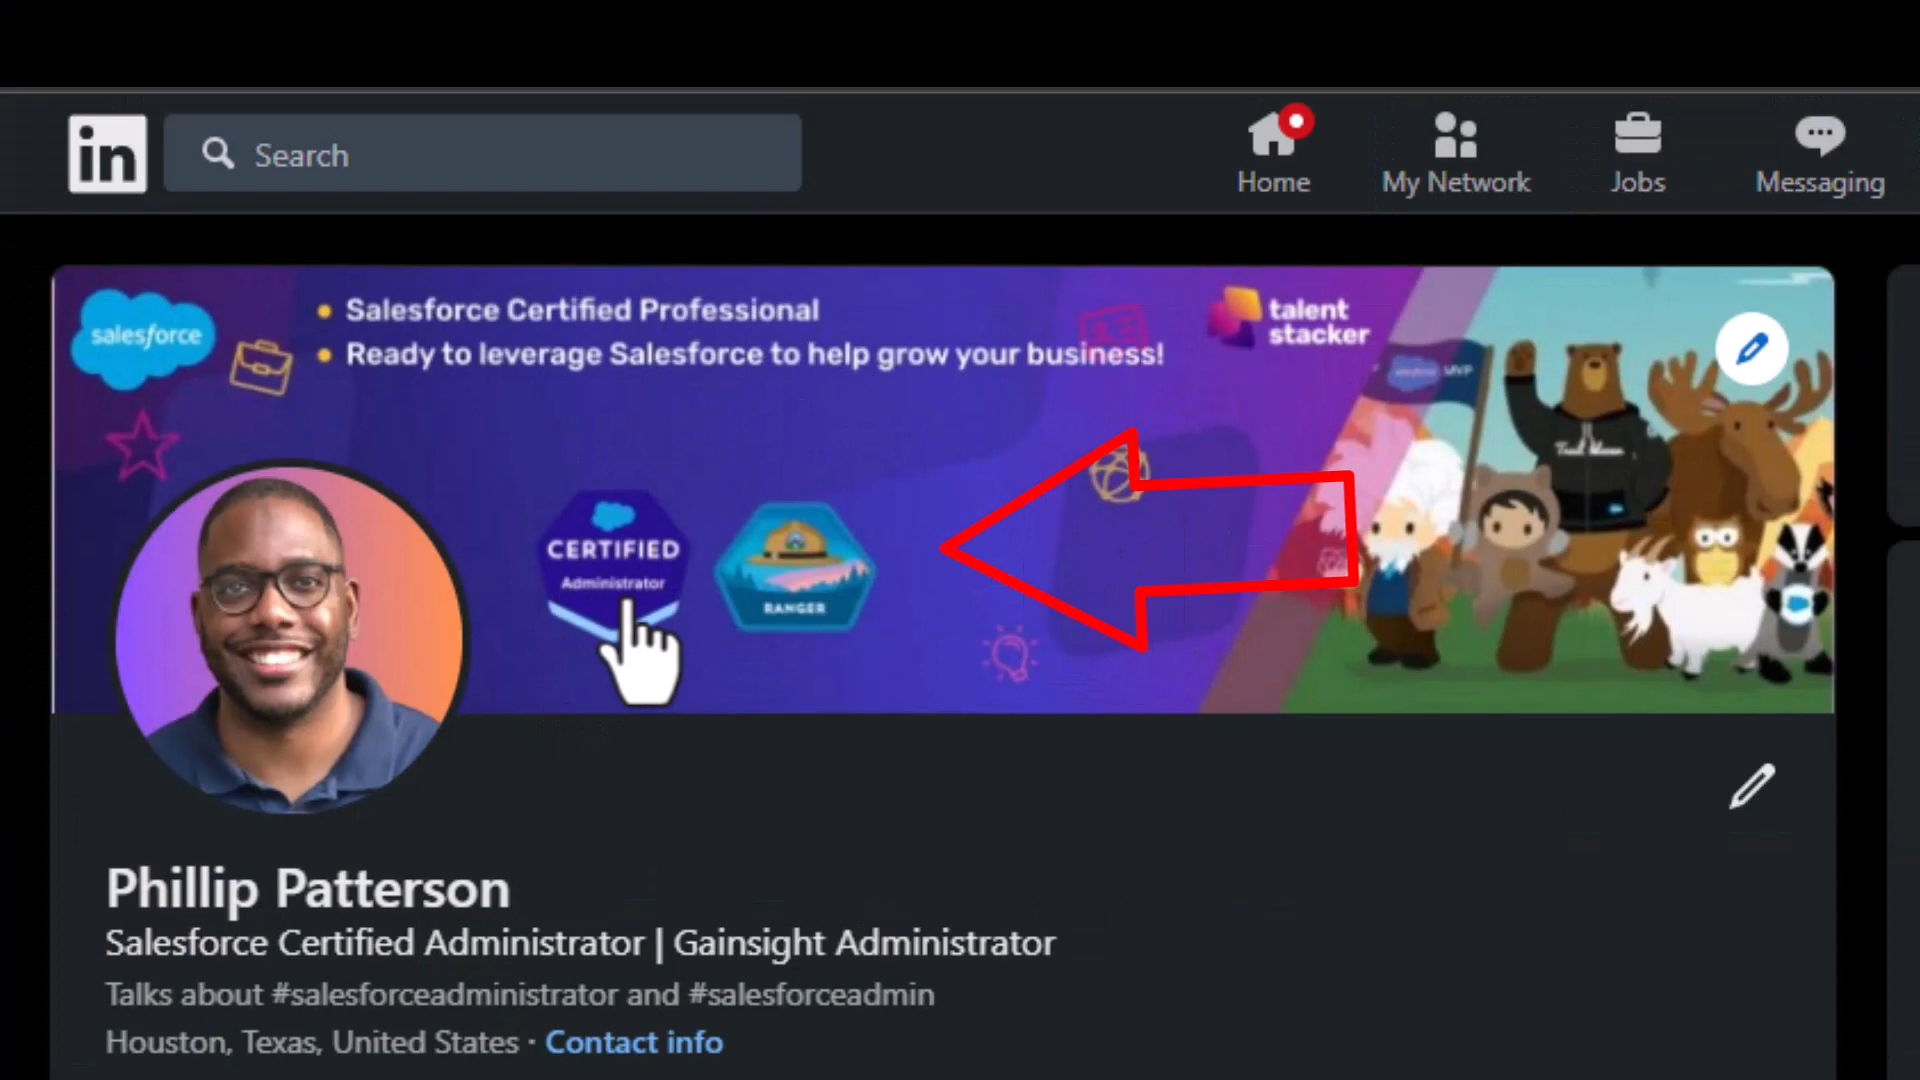 in
Search
Home
My Network
Jobs
Messaging
salesforce
Salesforce Certified Professional
Ready to leverage Salesforce to help grow your business!
talent
stacker
salesforce MVP
CERTIFIED
Administrator
RANGER
Phillip Patterson
Salesforce Certified Administrator | Gainsight Administrator
Talks about #salesforceadministrator and #salesforceadmin
Houston, Texas, United States · Contact info